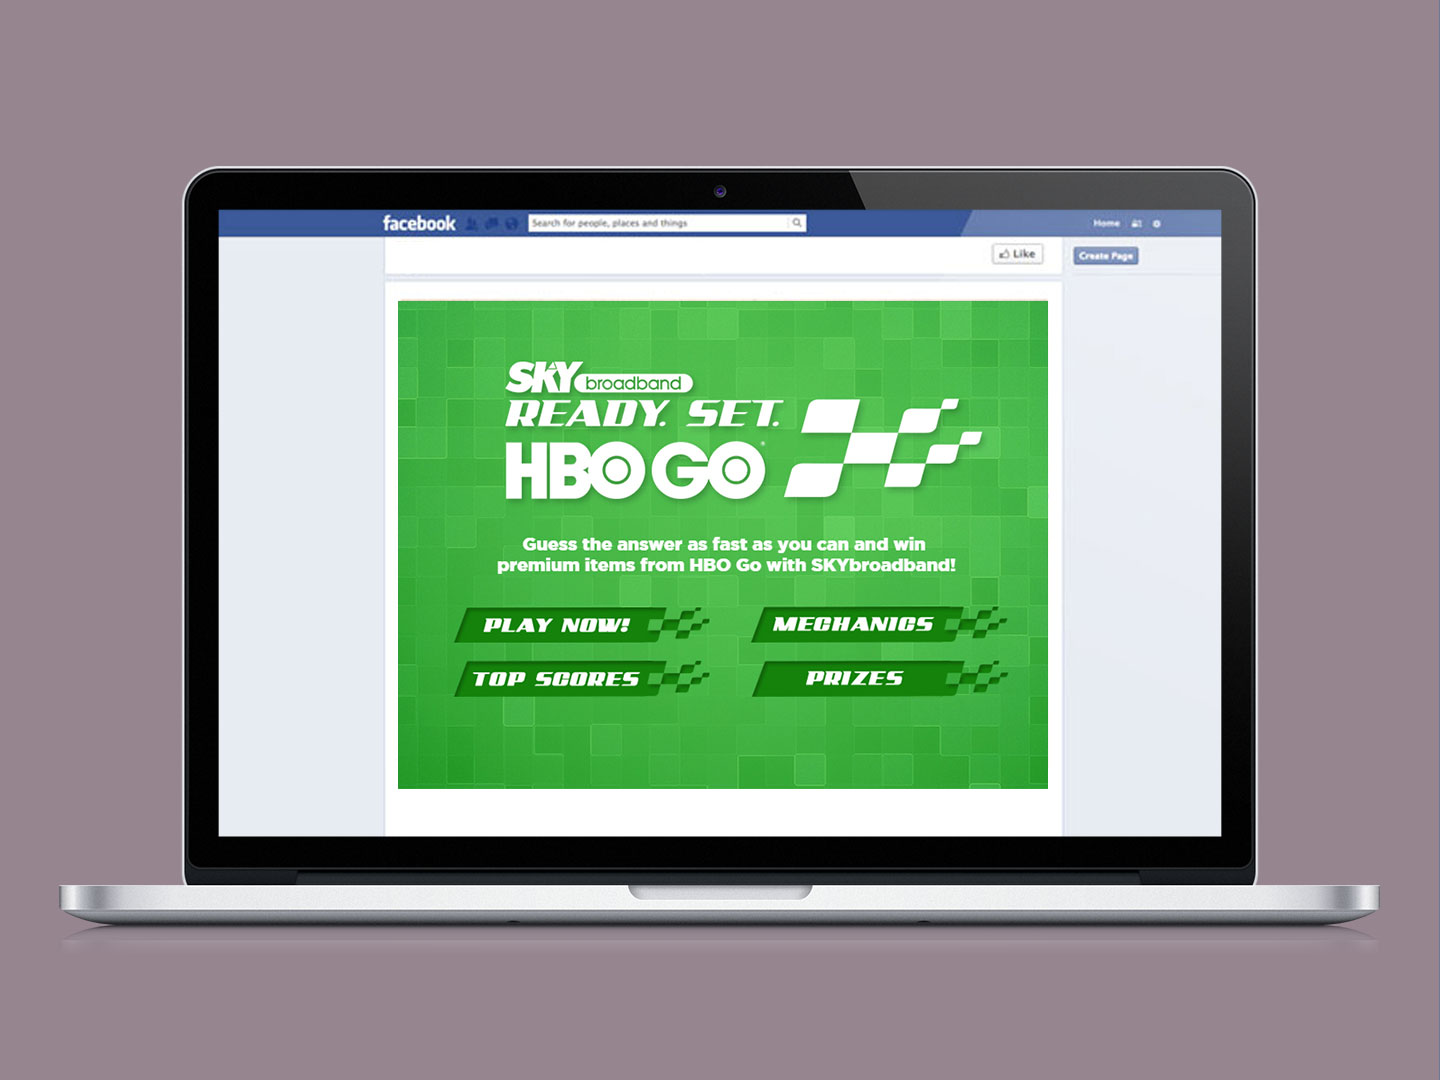 facebook
Search for people, places and things
Home
Like
Create Page
SKY broadband
READY. SET.
HBO GO
Guess the answer as fast as you can and win
premium items from HBO Go with SKYbroadband!
PLAY NOW!
MECHANICS
TOP SCORES
PRIZES